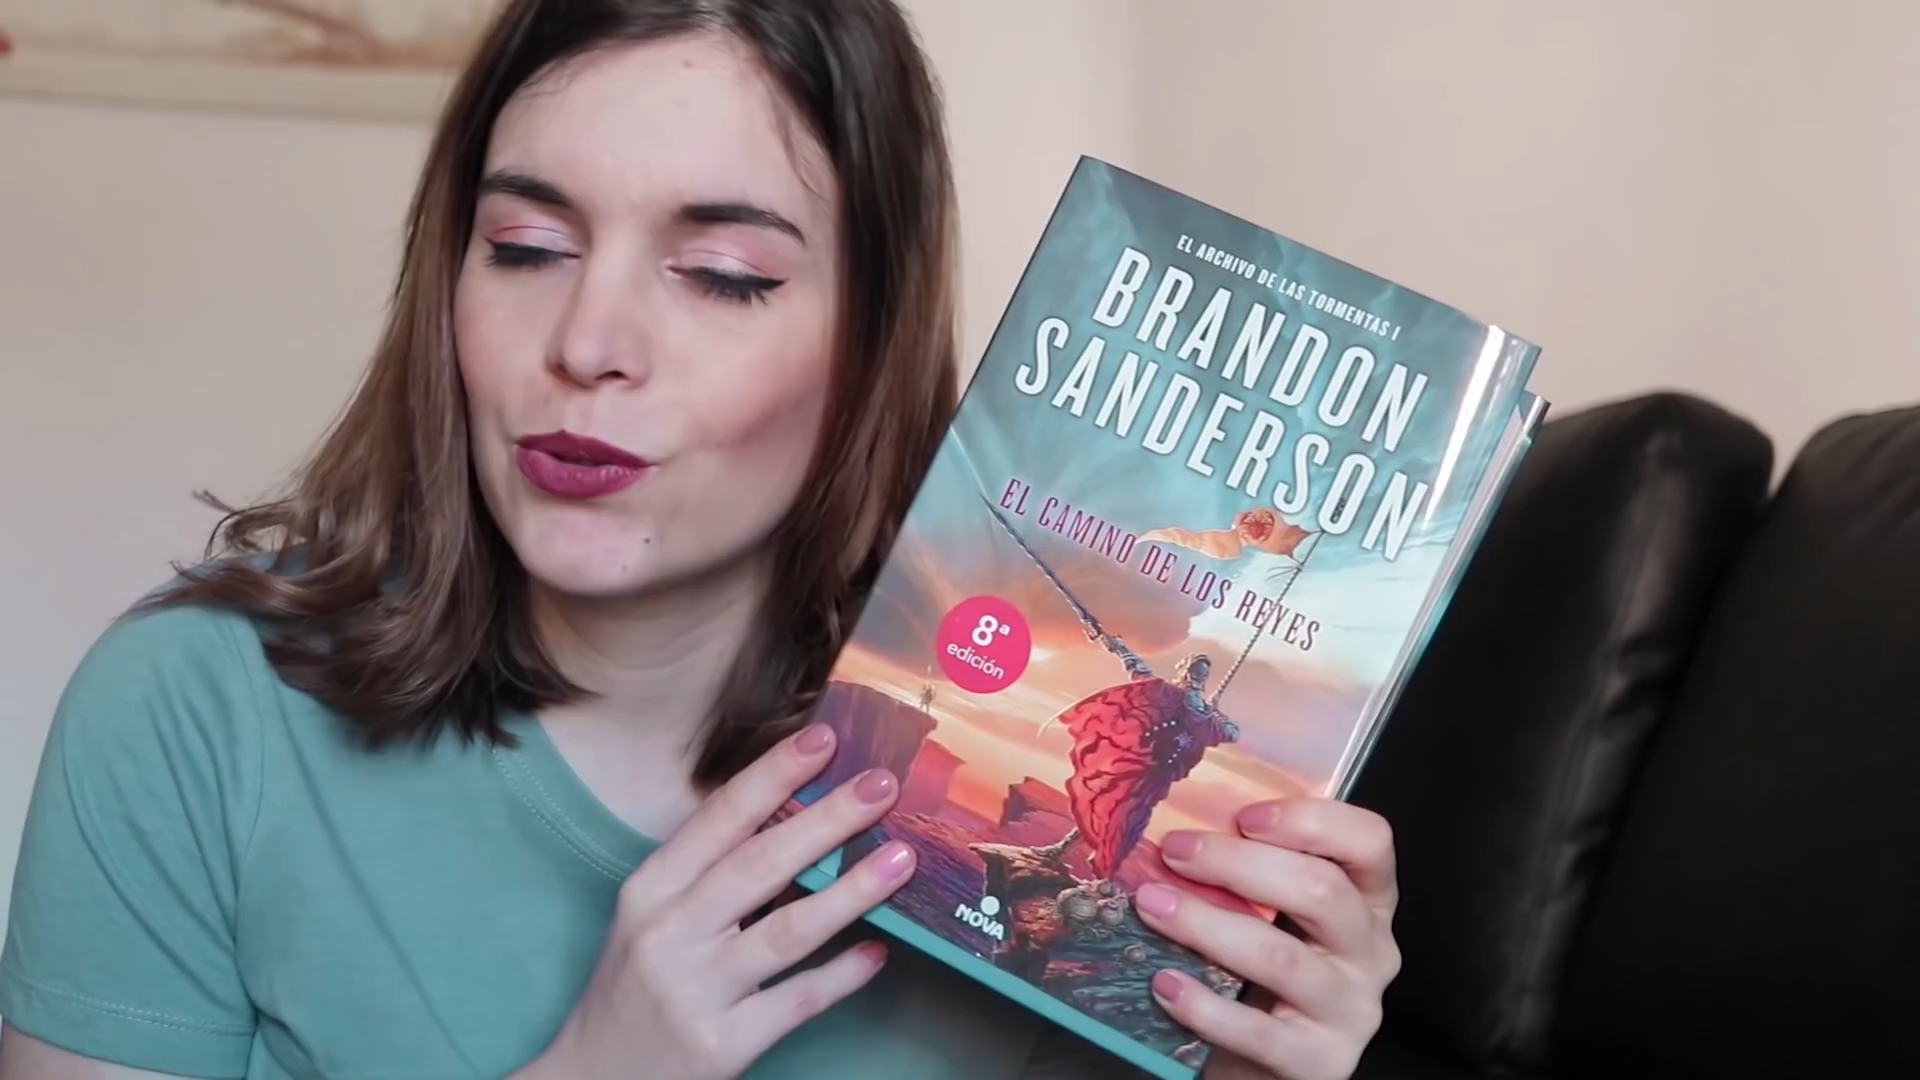 EL ARCHIVO DE LAS TORMENTAS I
BRANDON
SANDERSON
EL CAMINO DE LOS REYES
8ª
edición
NOVA